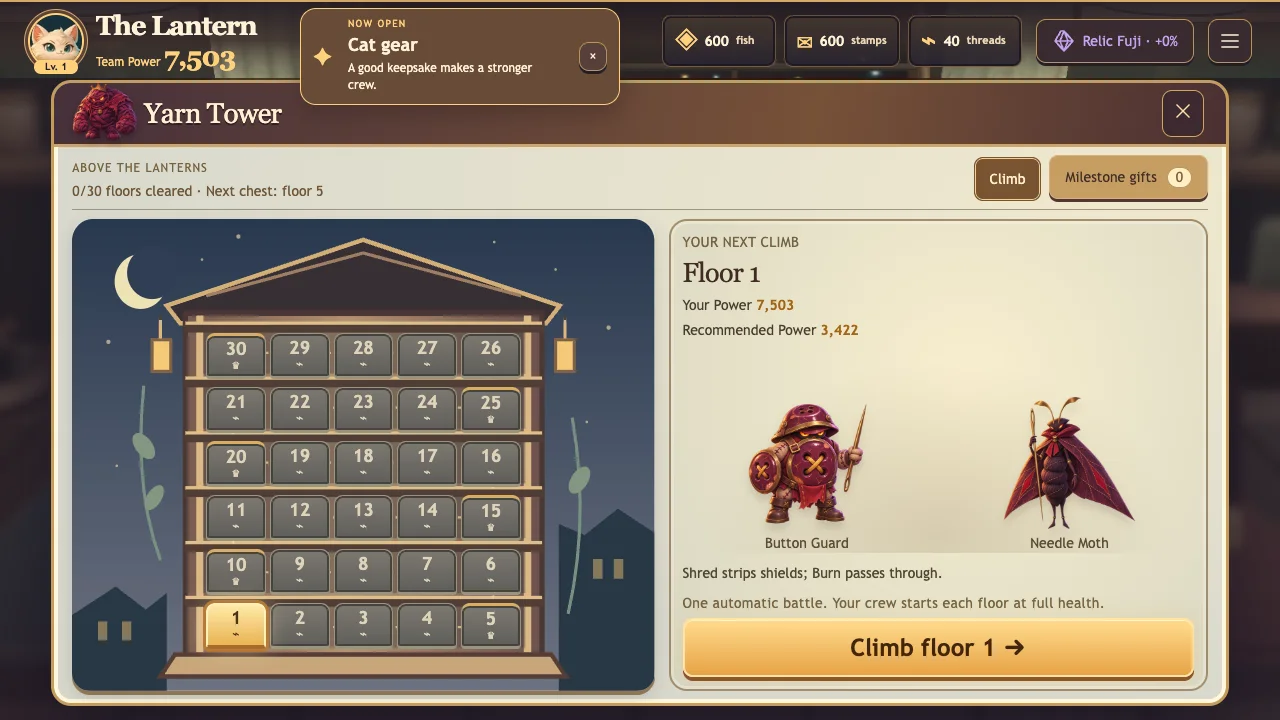 The Lantern
Lv. 1
Team Power 7,503
NOW OPEN
Cat gear
A good keepsake makes a stronger
crew.
×
600 fish
600 stamps
40 threads
Relic Fuji · +0%
Yarn Tower
ABOVE THE LANTERNS
0/30 floors cleared · Next chest: floor 5
Climb
Milestone gifts 0
30 29 28 27 26
21 22 23 24 25
20 19 18 17 16
11 12 13 14 15
10 9 8 7 6
1 2 3 4 5
YOUR NEXT CLIMB
Floor 1
Your Power 7,503
Recommended Power 3,422
Button Guard
Needle Moth
Shred strips shields; Burn passes through.
One automatic battle. Your crew starts each floor at full health.
Climb floor 1 →